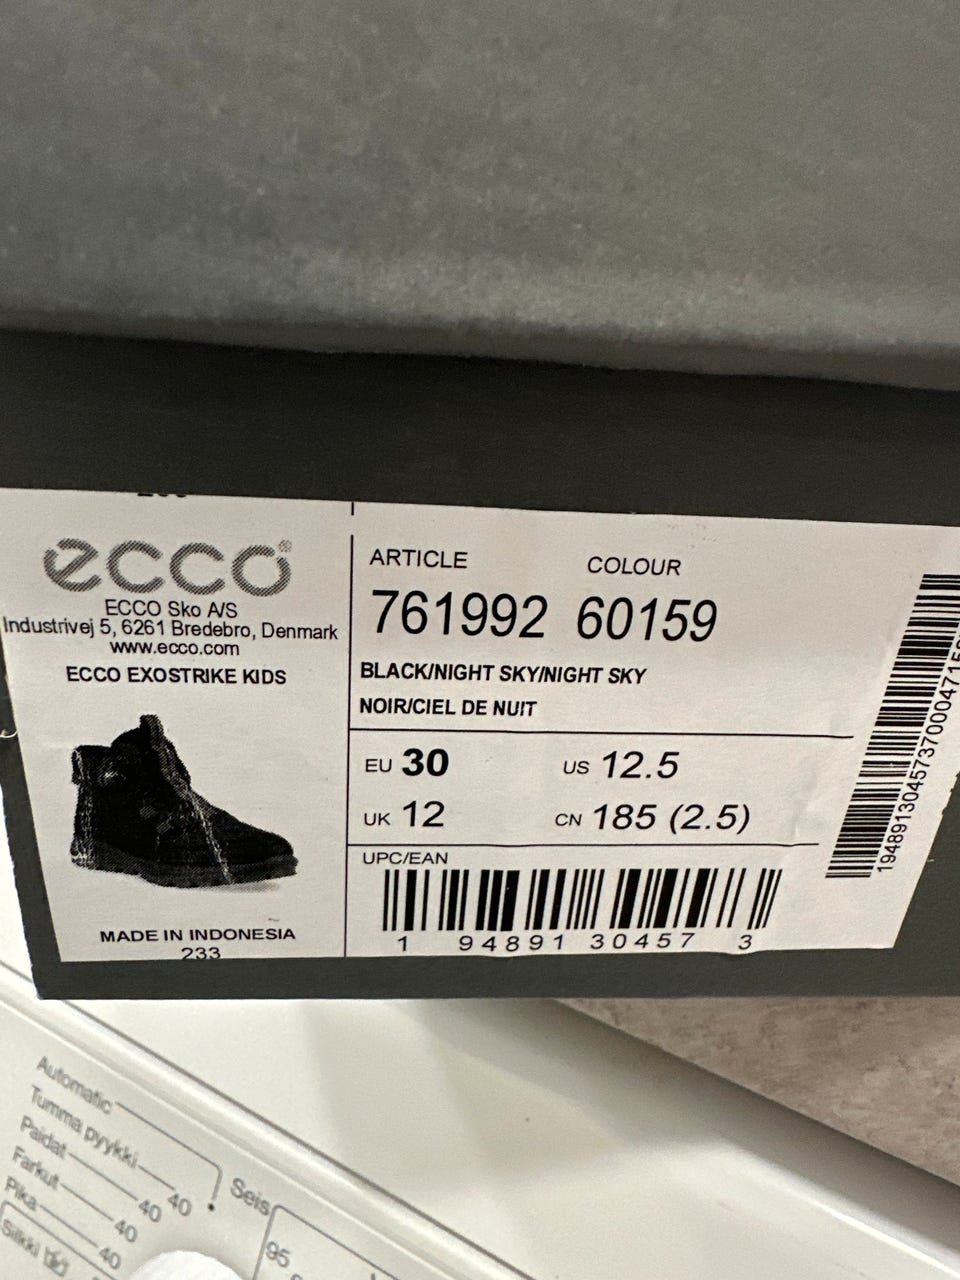 ecco®
ECCO Sko A/S
Industrivej 5, 6261 Bredebro, Denmark
www.ecco.com
ECCO EXOSTRIKE KIDS
MADE IN INDONESIA
233
ARTICLE COLOUR
761992 60159
BLACK/NIGHT SKY/NIGHT SKY
NOIR/CIEL DE NUIT
EU 30 US 12.5
UK 12 CN 185 (2.5)
UPC/EAN
1 94891 30457 3
Automatic
Tumma pyykki 40
Paidat 40
Farkut 40
Pika 40
Silkki
Seis
95